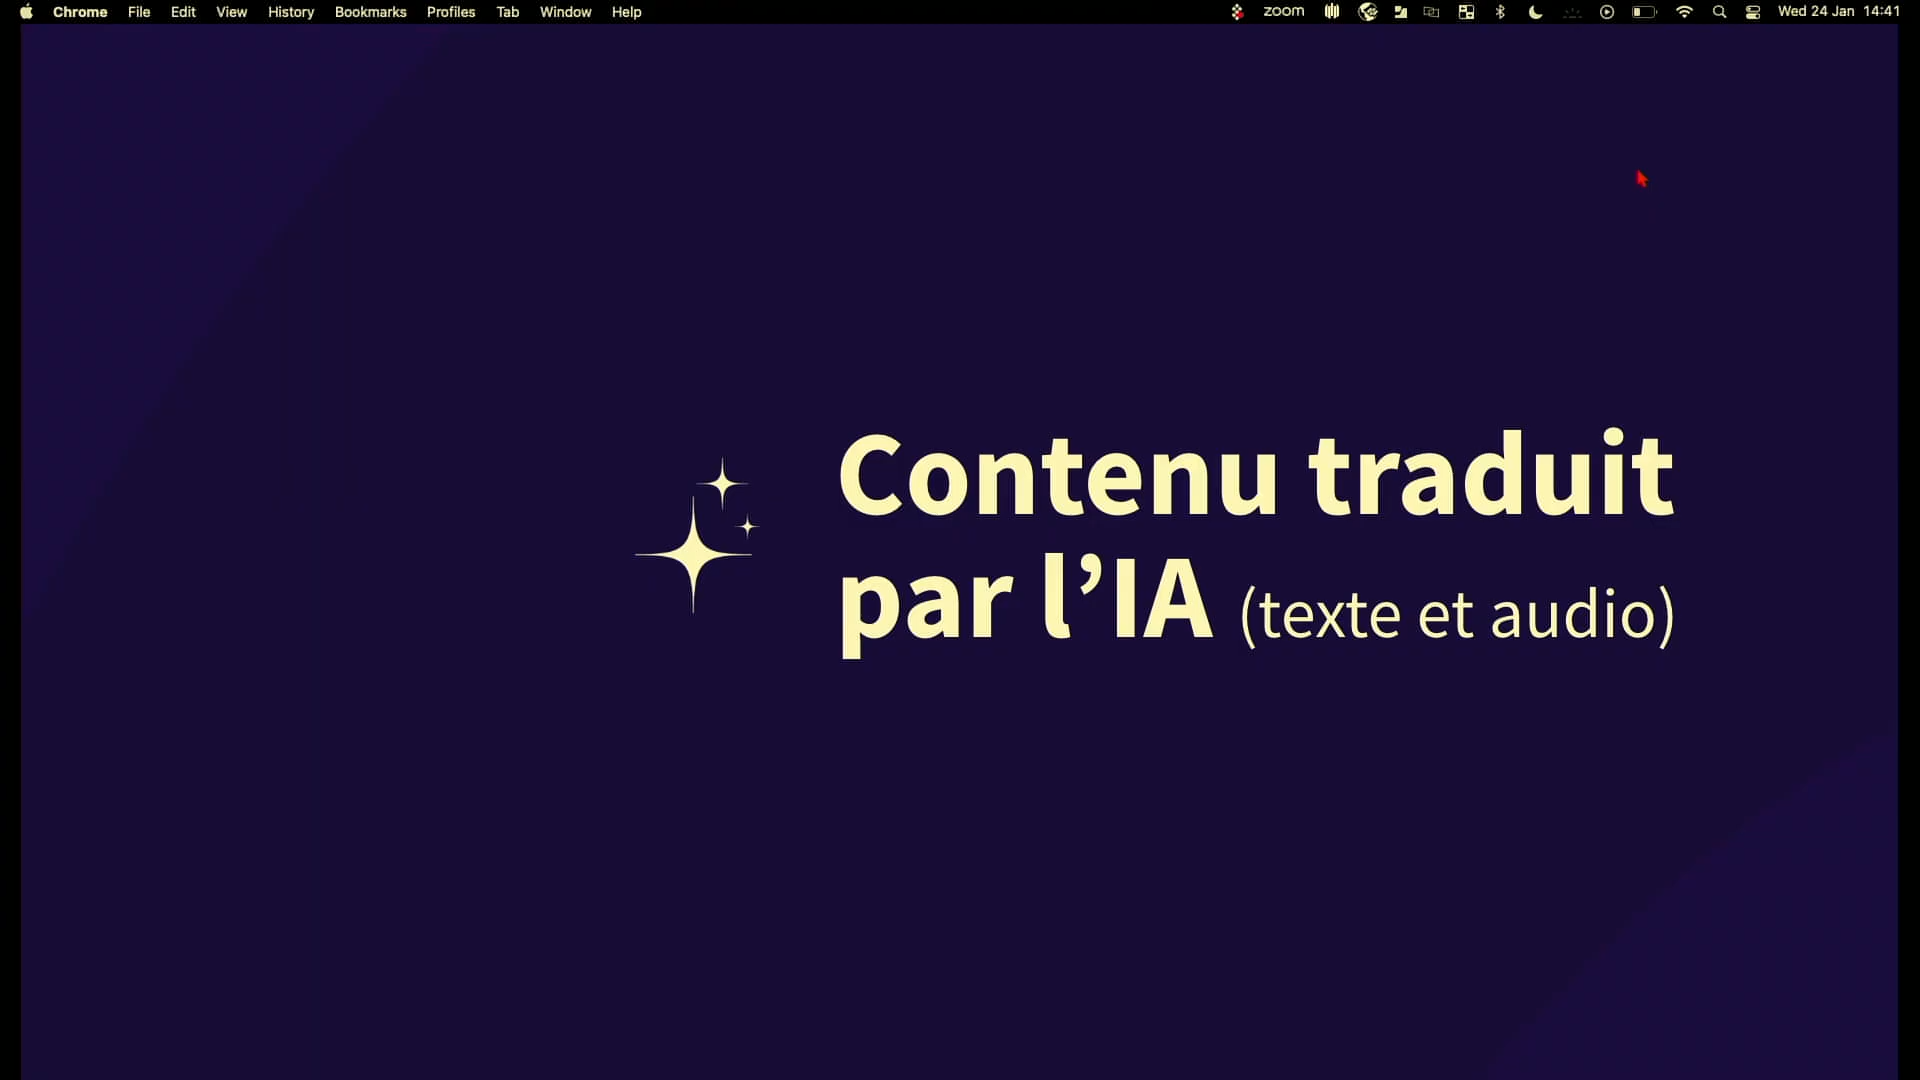 Chrome File Edit View History Bookmarks Profiles Tab Window Help zoom Wed 24 Jan 14:41
Contenu traduit
par l’IA (texte et audio)